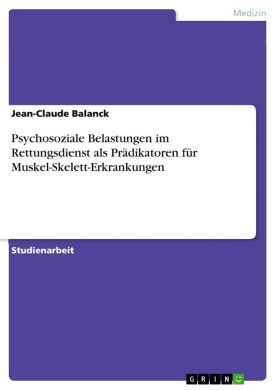 Medizin
Jean-Claude Balanck
Psychosoziale Belastungen im
Rettungsdienst als Prädikatoren für
Muskel-Skelett-Erkrankungen
Studienarbeit
GRIN